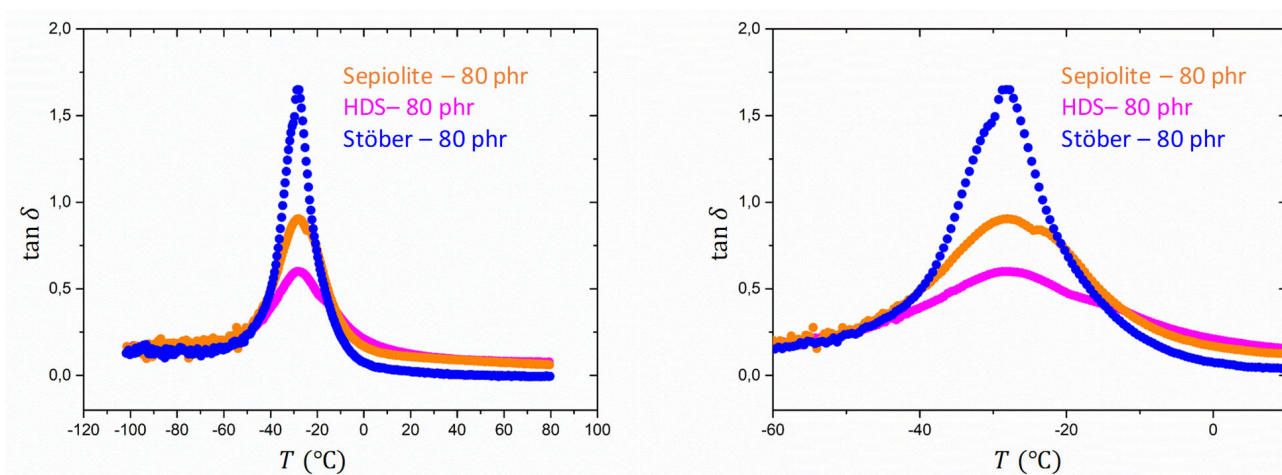 2,0
1,5
1,0
0,5
0,0
tan δ
-120 -100 -80 -60 -40 -20 0 20 40 60 80 100
T (°C)
Sepiolite – 80 phr
HDS– 80 phr
Stöber – 80 phr
2,0
1,5
1,0
0,5
0,0
tan δ
-60 -40 -20 0
T (°C)
Sepiolite – 80 phr
HDS– 80 phr
Stöber – 80 phr